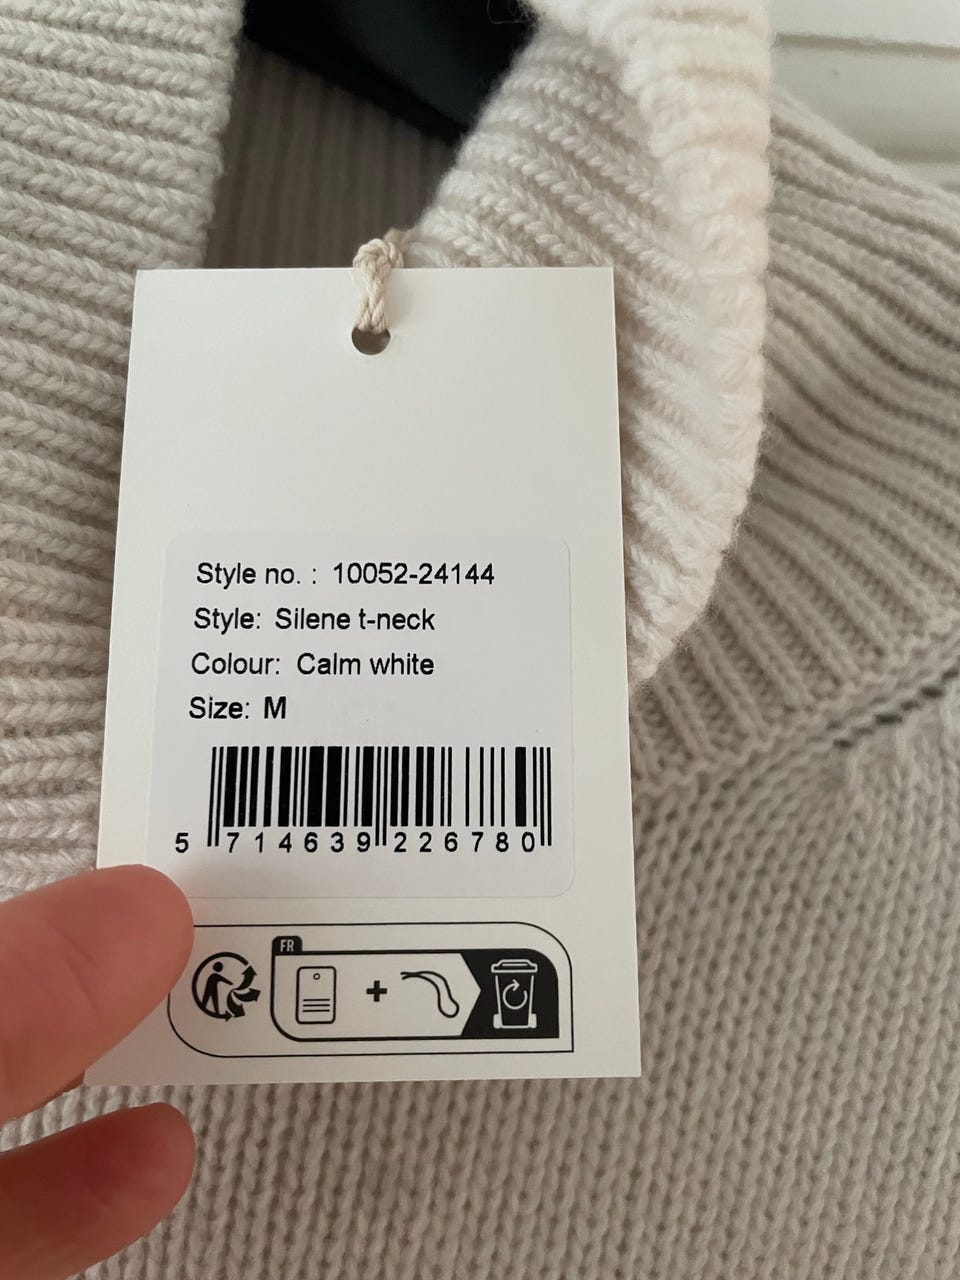 Style no. : 10052-24144
Style: Silene t-neck
Colour: Calm white
Size: M
5 714639 226780
FR
+